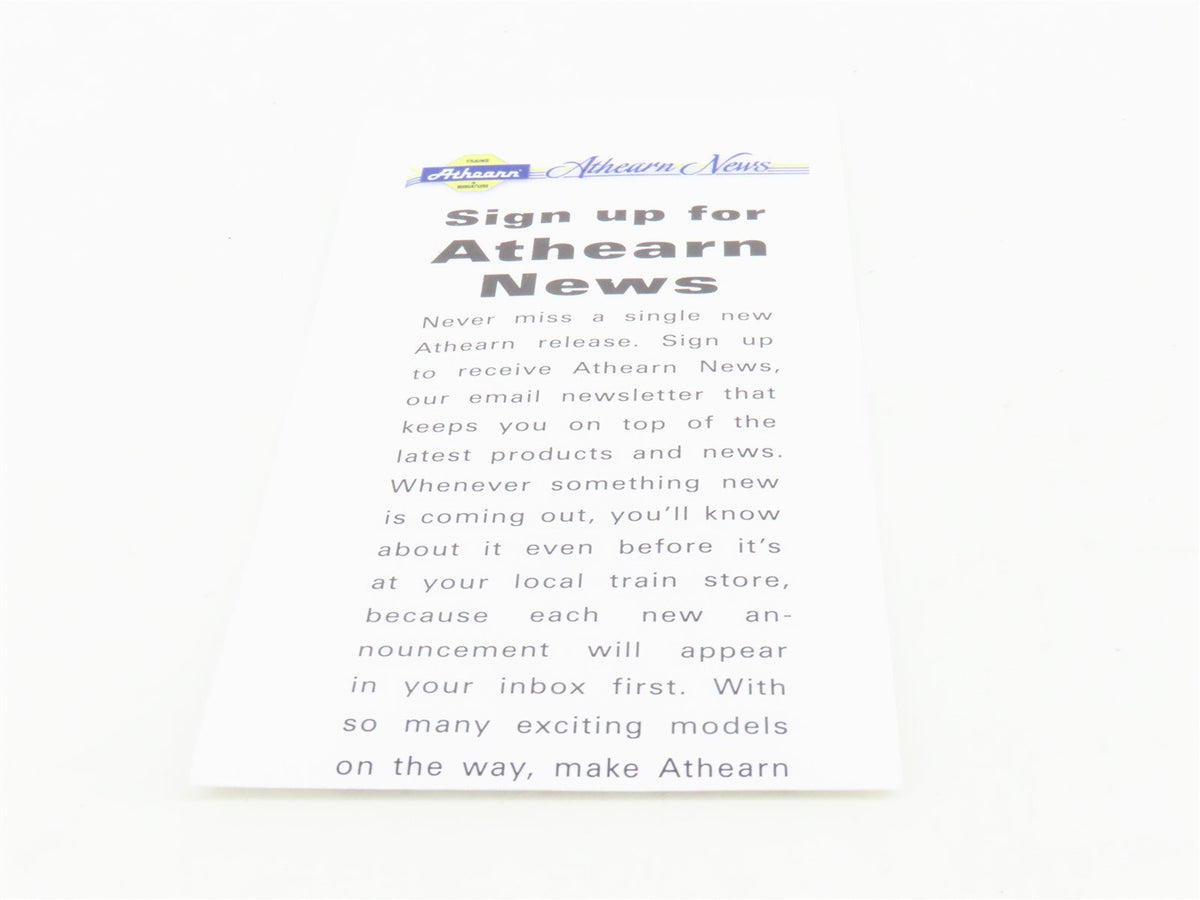 TRAINS
Athearn
IN
MINIATURE
Athearn News
Sign up for
Athearn
News
Never miss a single new
Athearn release. Sign up
to receive Athearn News,
our email newsletter that
keeps you on top of the
latest products and news.
Whenever something new
is coming out, you'll know
about it even before it's
at your local train store,
because each new an-
nouncement will appear
in your inbox first. With
so many exciting models
on the way, make Athearn